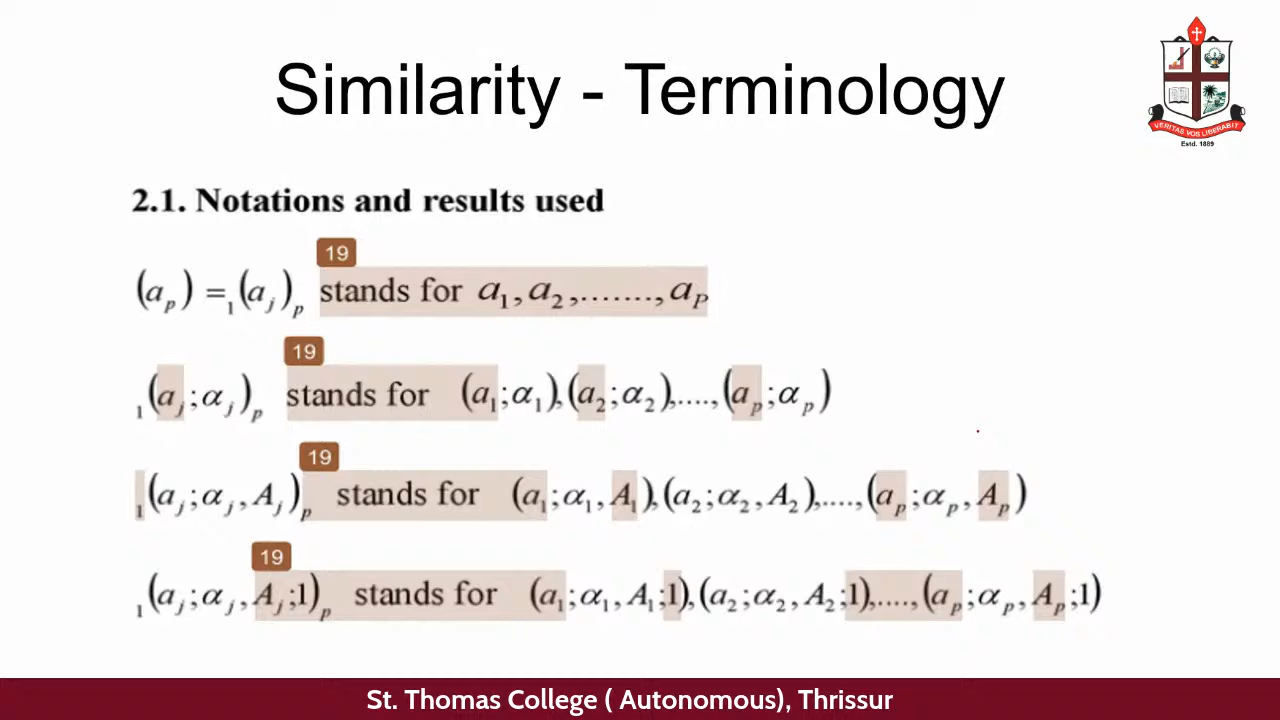 Similarity - Terminology
VERITAS VOS LIBERABIT
Estd. 1889
2.1. Notations and results used
19
(a_p) = ₁(a_j)_p stands for a₁, a₂, ......., a_P
19
₁(a_j; α_j)_p stands for (a₁; α₁), (a₂; α₂), ...., (a_p; α_p)
19
₁(a_j; α_j, A_j)_p stands for (a₁; α₁, A₁), (a₂; α₂, A₂), ...., (a_p; α_p, A_p)
19
₁(a_j; α_j, A_j; 1)_p stands for (a₁; α₁, A₁; 1), (a₂; α₂, A₂; 1), ...., (a_p; α_p, A_p; 1)
St. Thomas College ( Autonomous), Thrissur